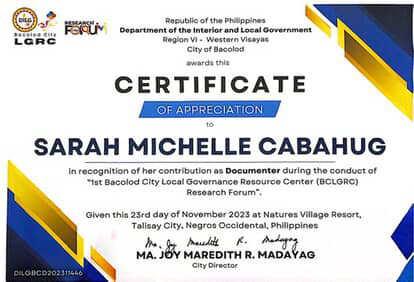 DILG
Bacolod City
LGRC
RESEARCH
FORUM
Republic of the Philippines
Department of the Interior and Local Government
Region VI - Western Visayas
City of Bacolod
awards this
CERTIFICATE
OF APPRECIATION
to
SARAH MICHELLE CABAHUG
in recognition of her contribution as Documenter during the conduct of
"1st Bacolod City Local Governance Resource Center (BCLGRC)
Research Forum".
Given this 23rd day of November 2023 at Natures Village Resort,
Talisay City, Negros Occidental, Philippines
Ma. Joy Maredith R. Madayag
MA. JOY MAREDITH R. MADAYAG
City Director
DILGBCD202311446